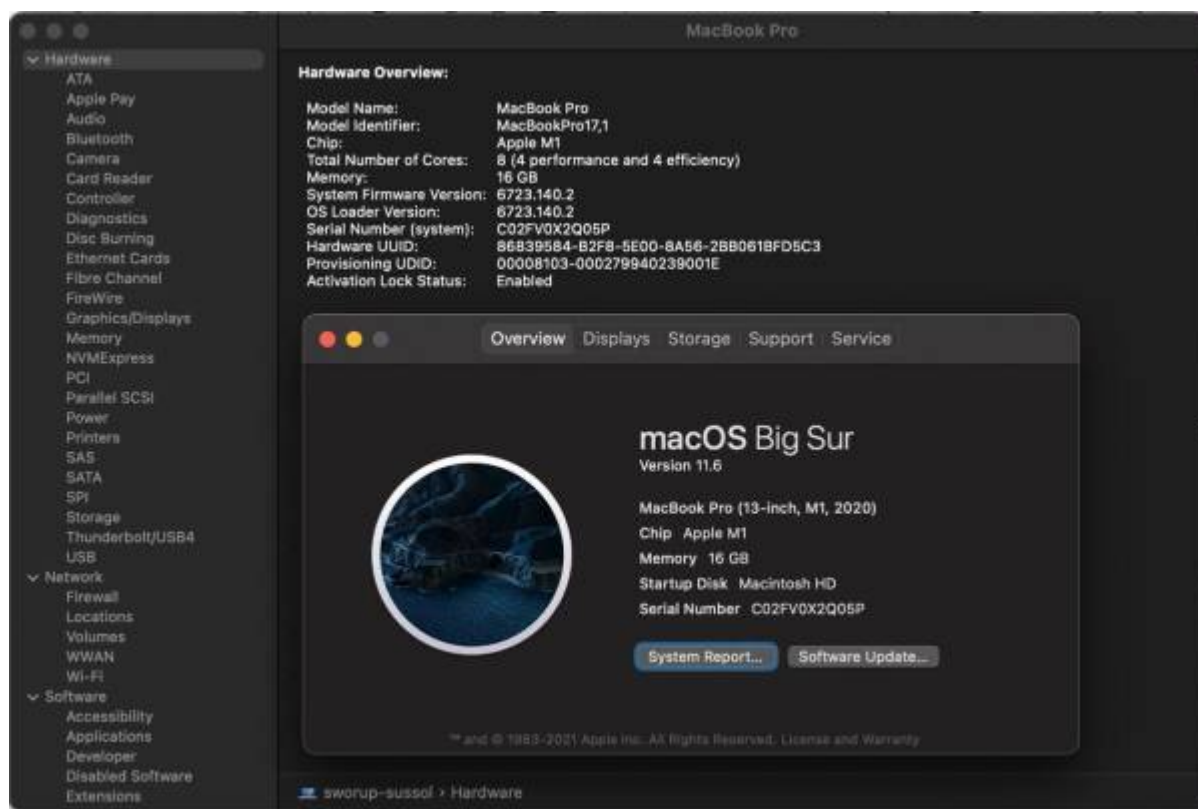 MacBook Pro
Hardware
ATA
Apple Pay
Audio
Bluetooth
Camera
Card Reader
Controller
Diagnostics
Disc Burning
Ethernet Cards
Fibre Channel
FireWire
Graphics/Displays
Memory
NVMExpress
PCI
Parallel SCSI
Power
Printers
SAS
SATA
SPI
Storage
Thunderbolt/USB4
USB
Network
Firewall
Locations
Volumes
WWAN
Wi-Fi
Software
Accessibility
Applications
Developer
Disabled Software
Extensions
Hardware Overview:
Model Name: MacBook Pro
Model Identifier: MacBookPro17,1
Chip: Apple M1
Total Number of Cores: 8 (4 performance and 4 efficiency)
Memory: 16 GB
System Firmware Version: 6723.140.2
OS Loader Version: 6723.140.2
Serial Number (system): C02FV0X2Q05P
Hardware UUID: 86839584-B2F8-5E00-8A56-2BB061BFD5C3
Provisioning UDID: 00008103-000279940239001E
Activation Lock Status: Enabled
Overview Displays Storage Support Service
macOS Big Sur
Version 11.6
MacBook Pro (13-inch, M1, 2020)
Chip Apple M1
Memory 16 GB
Startup Disk Macintosh HD
Serial Number C02FV0X2Q05P
System Report... Software Update...
™ and © 1983-2021 Apple Inc. All Rights Reserved. License and Warranty
sworup-sussol › Hardware